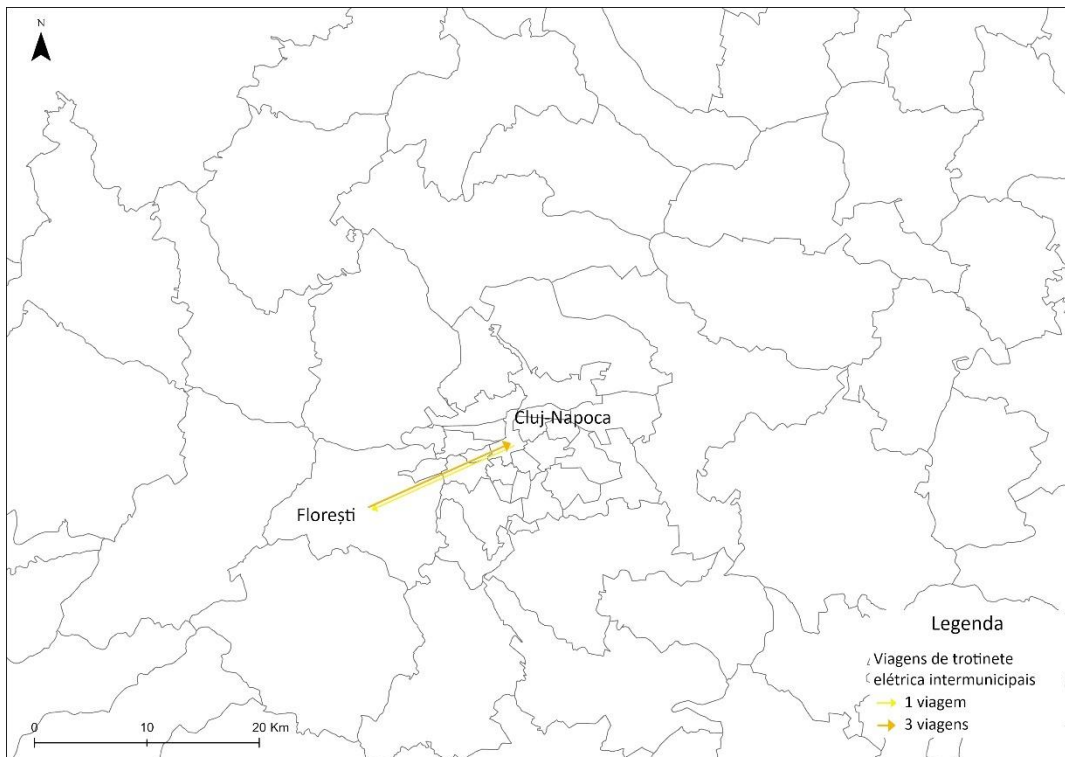 N
Cluj-Napoca
Florești
Legenda
Viagens de trotinete
elétrica intermunicipais
1 viagem
3 viagens
0 10 20 Km